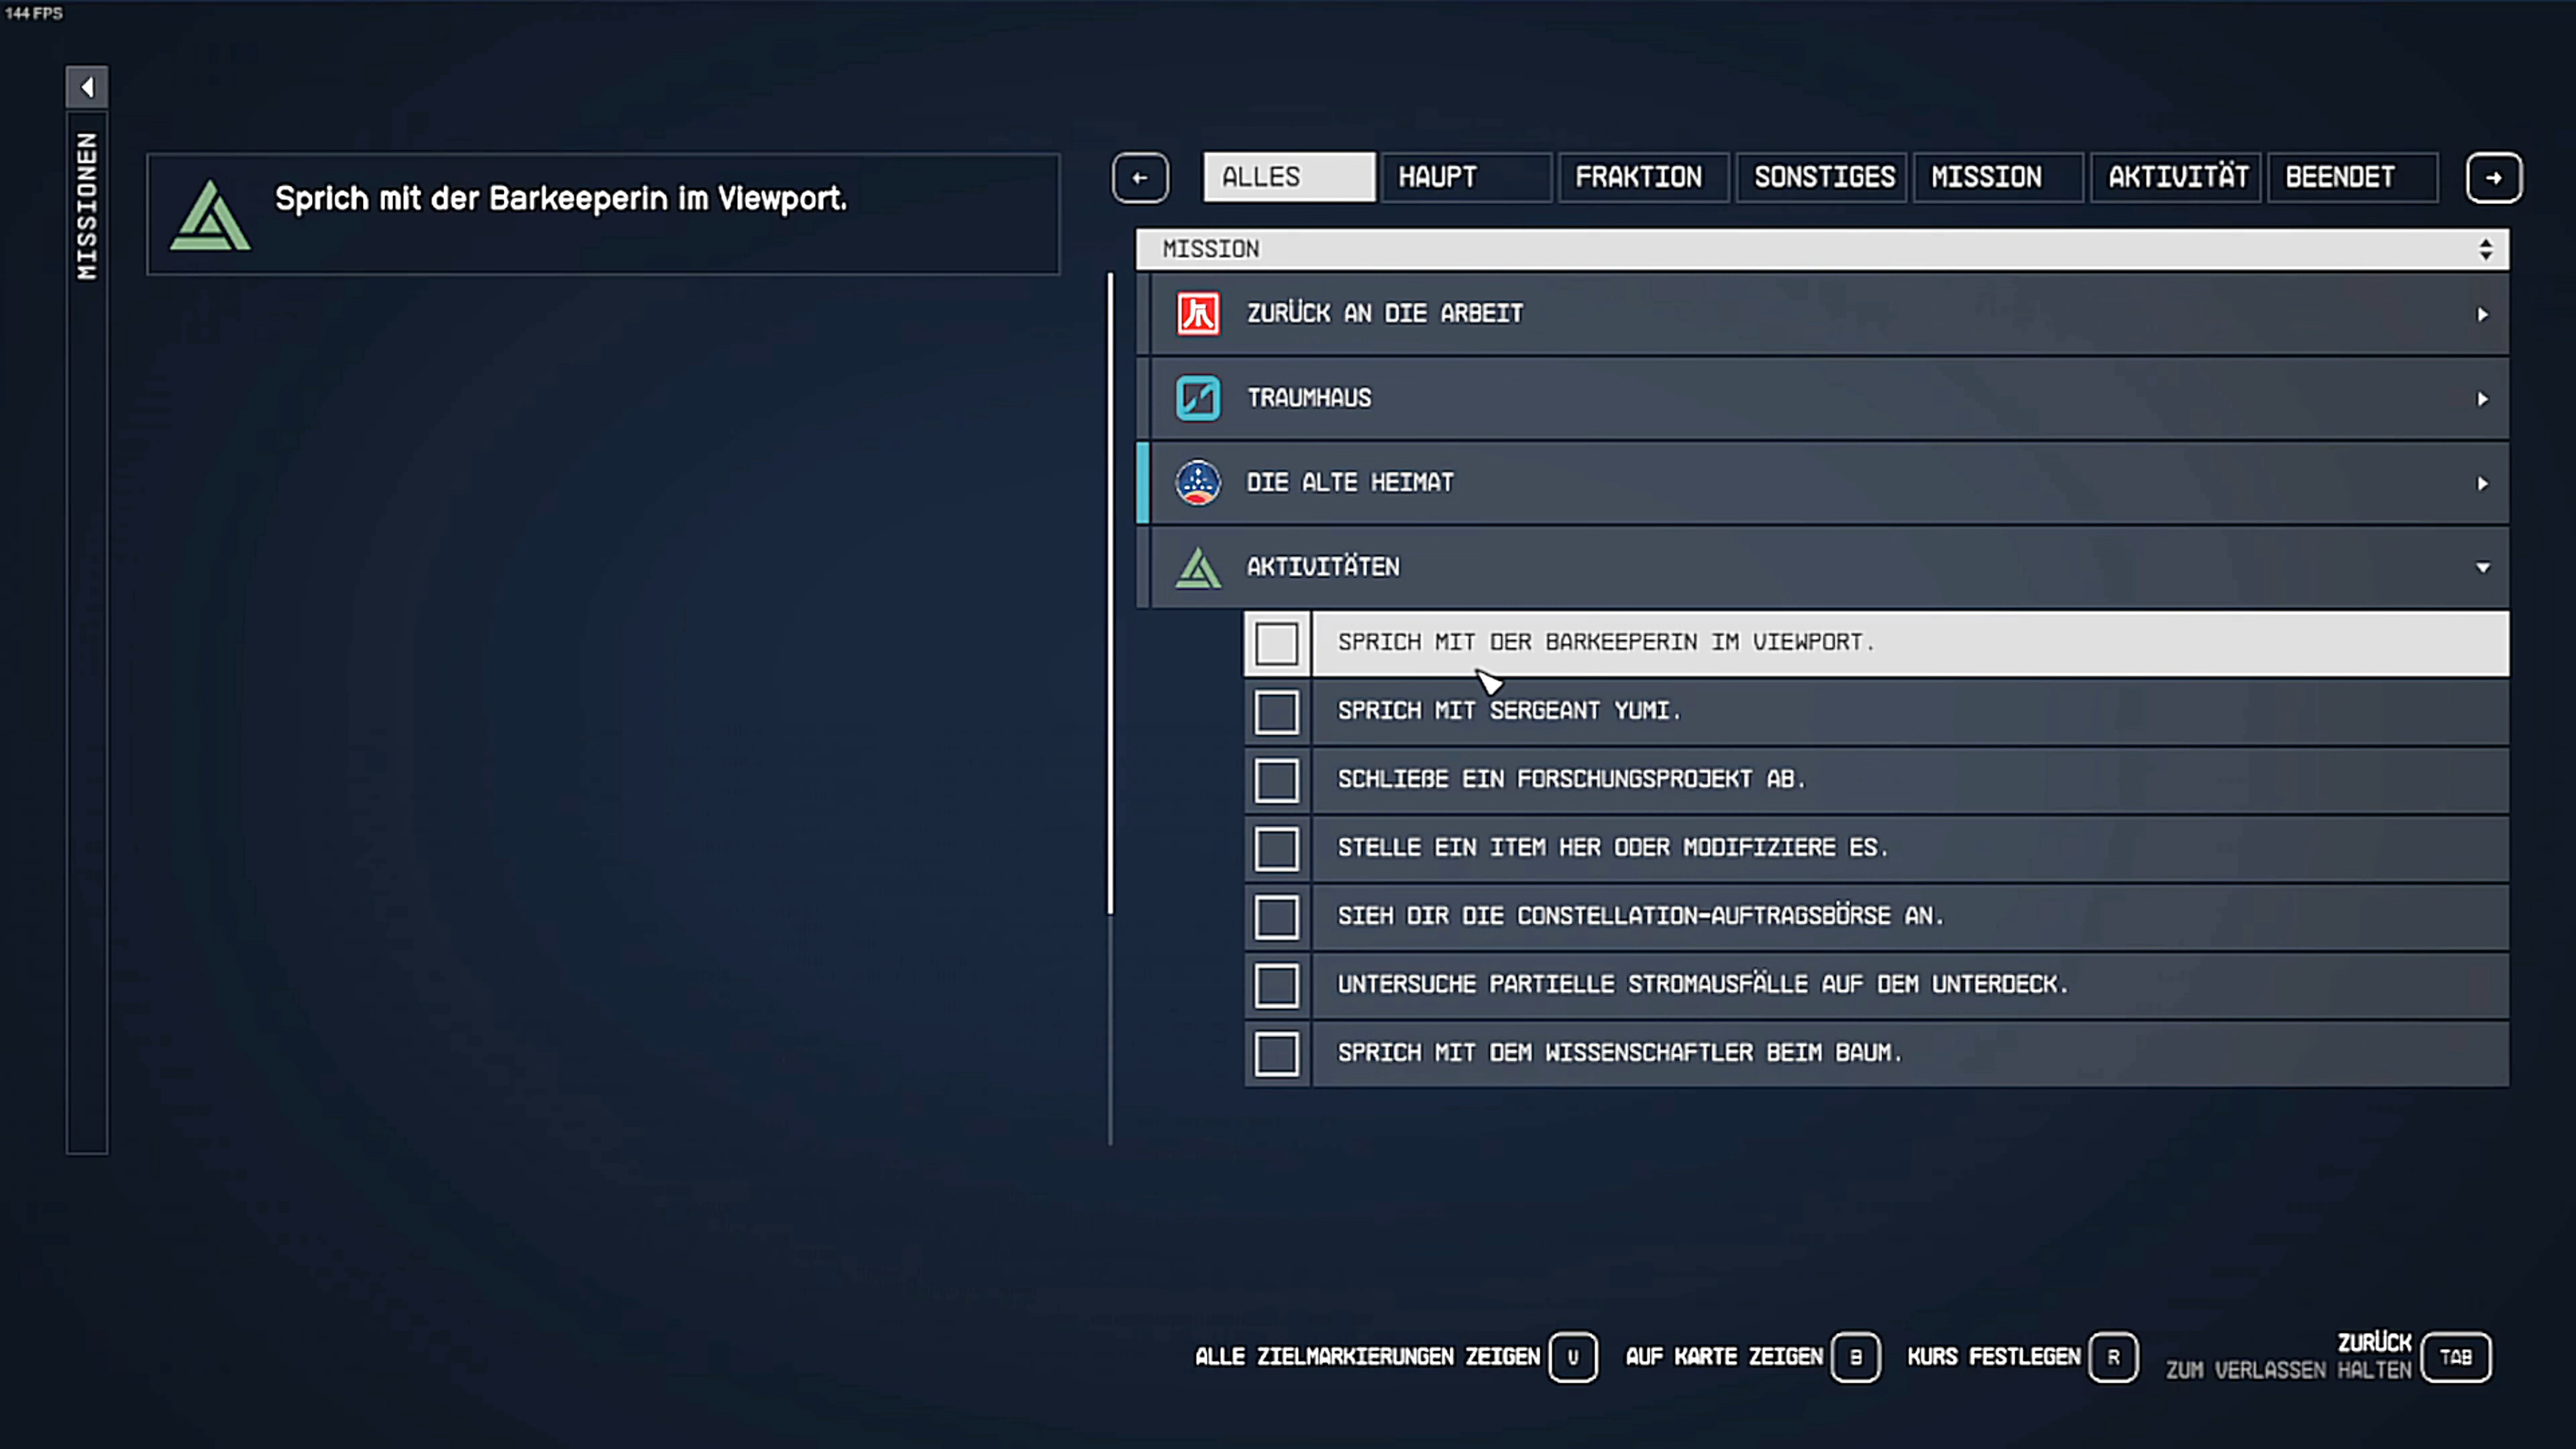 144 FPS
MISSIONEN
Sprich mit der Barkeeperin im Viewport.
ALLES
HAUPT
FRAKTION
SONSTIGES
MISSION
AKTIVITÄT
BEENDET
MISSION
ZURÜCK AN DIE ARBEIT
TRAUMHAUS
DIE ALTE HEIMAT
AKTIVITÄTEN
SPRICH MIT DER BARKEEPERIN IM VIEWPORT.
SPRICH MIT SERGEANT YUMI.
SCHLIEẞE EIN FORSCHUNGSPROJEKT AB.
STELLE EIN ITEM HER ODER MODIFIZIERE ES.
SIEH DIR DIE CONSTELLATION-AUFTRAGSBÖRSE AN.
UNTERSUCHE PARTIELLE STROMAUSFÄLLE AUF DEM UNTERDECK.
SPRICH MIT DEM WISSENSCHAFTLER BEIM BAUM.
ALLE ZIELMARKIERUNGEN ZEIGEN V
AUF KARTE ZEIGEN B
KURS FESTLEGEN R
ZURÜCK
ZUM VERLASSEN HALTEN TAB